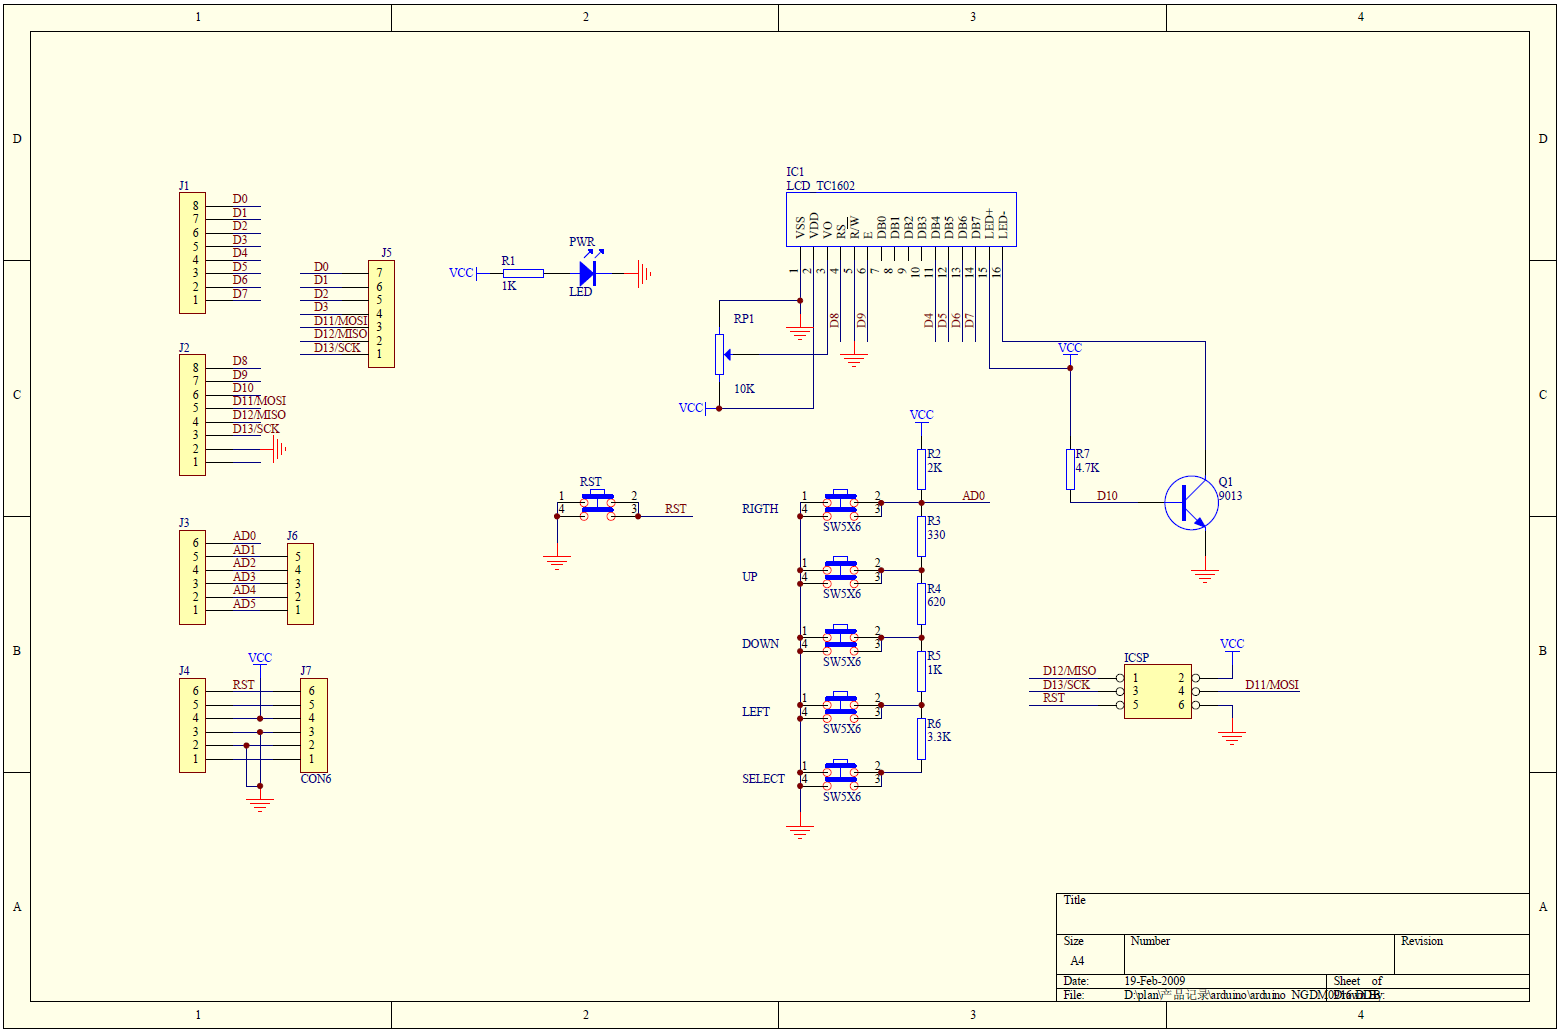 1 2 3 4
D D
C C
B B
A A
J1
8 D0
7 D1
6 D2
5 D3
4 D4
3 D5
2 D6
1 D7
J5
D0 7
D1 6
D2 5
D3 4
D11/MOSI 3
D12/MISO 2
D13/SCK 1
J2
8 D8
7 D9
6 D10
5 D11/MOSI
4 D12/MISO
3 D13/SCK
2
1
J3
6 AD0
5 AD1
4 AD2
3 AD3
2 AD4
1 AD5
J6
5
4
3
2
1
VCC
J4 J7
6 RST 6
5 5
4 4
3 3
2 2
1 1
CON6
PWR
VCC R1
1K LED
RST
1 2
4 3 RST
IC1
LCD TC1602
VSS VDD VO RS R/W E DB0 DB1 DB2 DB3 DB4 DB5 DB6 DB7 LED+ LED-
1 2 3 4 5 6 7 8 9 10 11 12 13 14 15 16
D8 D9 D4 D5 D6 D7
RP1
10K
VCC
VCC
R2
2K
AD0
RIGTH 1 2
4 3
SW5X6
R3
330
UP 1 2
4 3
SW5X6
R4
620
DOWN 1 2
4 3
SW5X6
R5
1K
LEFT 1 2
4 3
SW5X6
R6
3.3K
SELECT 1 2
4 3
SW5X6
VCC
R7
4.7K
D10
Q1
9013
VCC
ICSP
D12/MISO 1 2
D13/SCK 3 4 D11/MOSI
RST 5 6
Title
Size Number Revision
A4
Date: 19-Feb-2009 Sheet of
File: D:\plan\产品记录\arduino\arduino NGDM0916.DDB
1 2 3 4